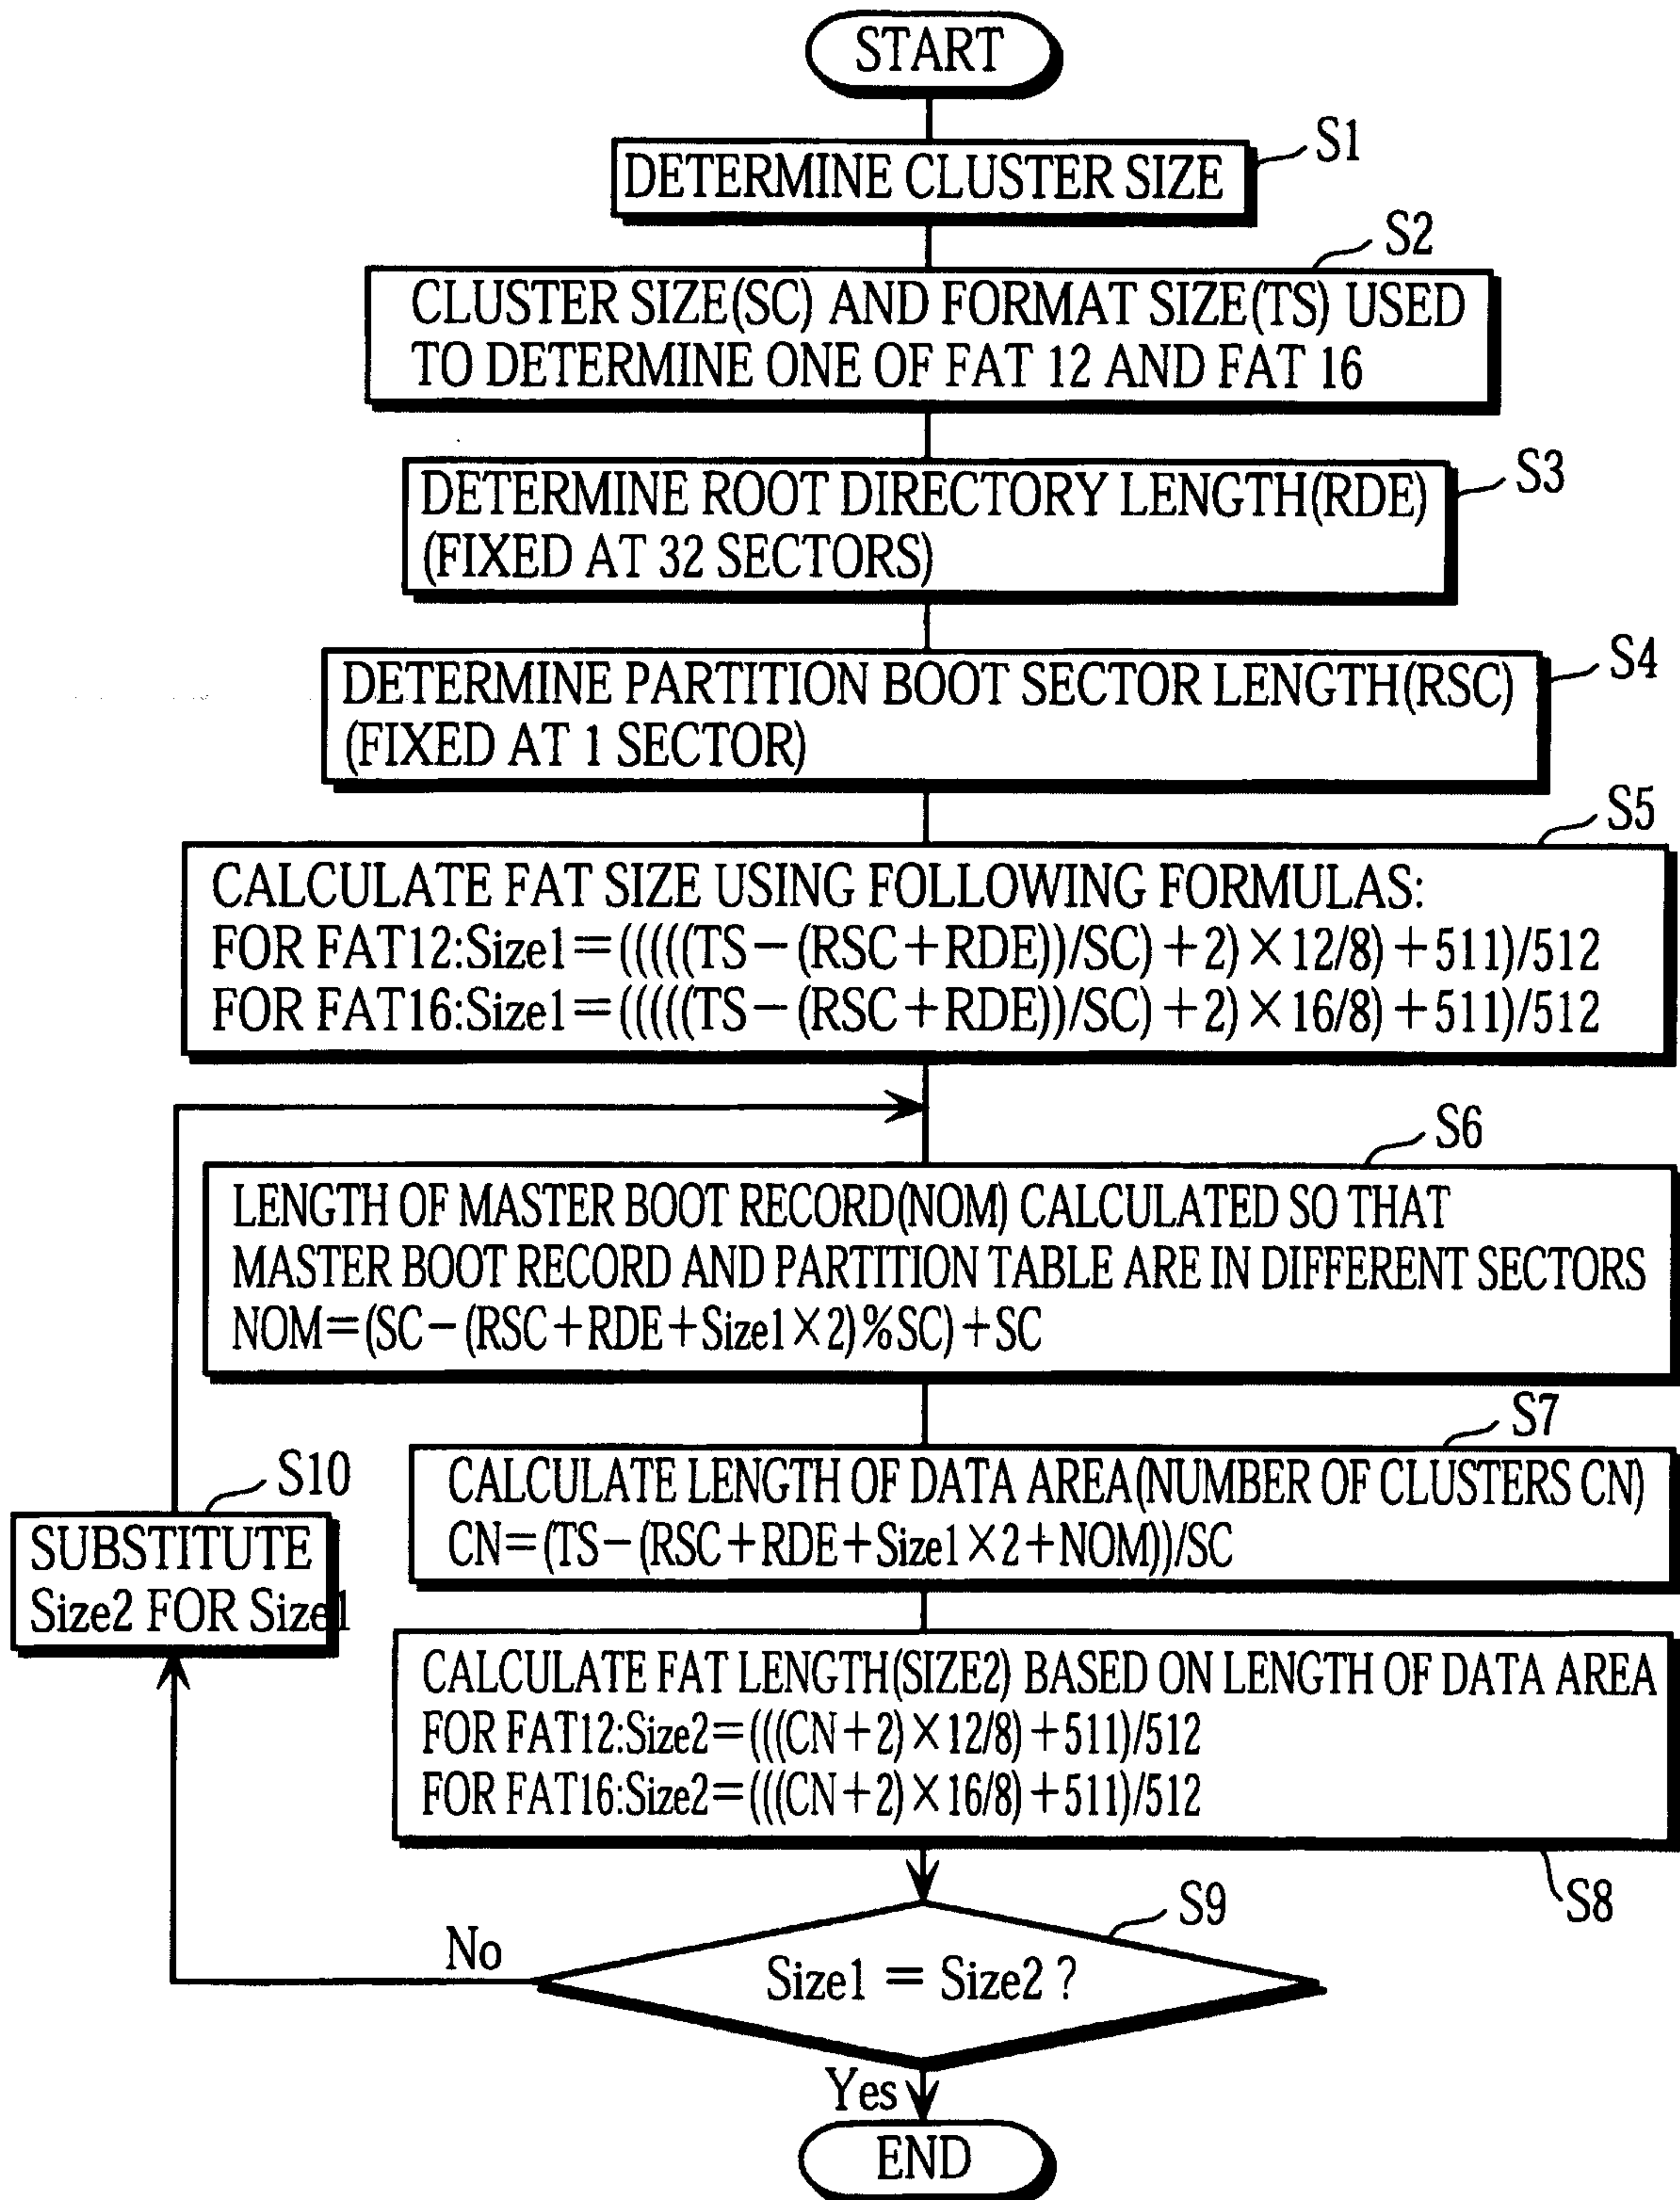 START
S1
DETERMINE CLUSTER SIZE
S2
CLUSTER SIZE(SC) AND FORMAT SIZE(TS) USED
TO DETERMINE ONE OF FAT 12 AND FAT 16
S3
DETERMINE ROOT DIRECTORY LENGTH(RDE)
(FIXED AT 32 SECTORS)
S4
DETERMINE PARTITION BOOT SECTOR LENGTH(RSC)
(FIXED AT 1 SECTOR)
S5
CALCULATE FAT SIZE USING FOLLOWING FORMULAS:
FOR FAT12:Size1=(((((TS-(RSC+RDE))/SC)+2)×12/8)+511)/512
FOR FAT16:Size1=(((((TS-(RSC+RDE))/SC)+2)×16/8)+511)/512
S6
LENGTH OF MASTER BOOT RECORD(NOM) CALCULATED SO THAT
MASTER BOOT RECORD AND PARTITION TABLE ARE IN DIFFERENT SECTORS
NOM=(SC-(RSC+RDE+Size1×2)%SC)+SC
S7
CALCULATE LENGTH OF DATA AREA(NUMBER OF CLUSTERS CN)
CN=(TS-(RSC+RDE+Size1×2+NOM))/SC
S10
SUBSTITUTE
Size2 FOR Size1
CALCULATE FAT LENGTH(SIZE2) BASED ON LENGTH OF DATA AREA
FOR FAT12:Size2=(((CN+2)×12/8)+511)/512
FOR FAT16:Size2=(((CN+2)×16/8)+511)/512
S8
S9
No
Size1 = Size2 ?
Yes
END